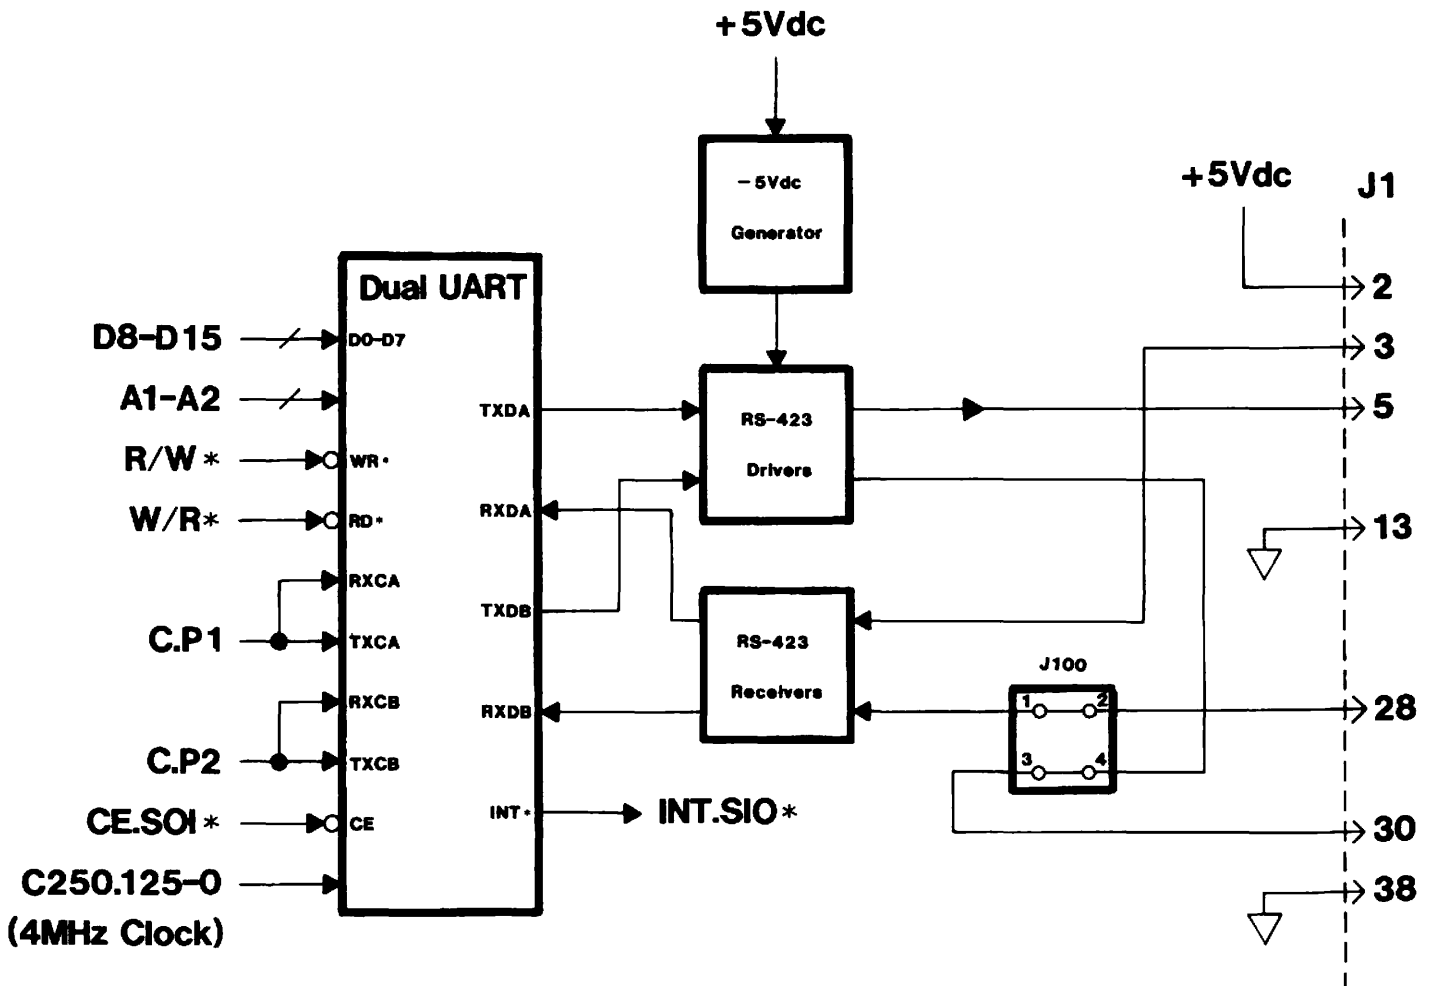 +5Vdc
-5Vdc
Generator
+5Vdc
J1
Dual UART
D8-D15
D0-D7
A1-A2
R/W*
WR*
W/R*
RD*
RXCA
C.P1
TXCA
RXCB
C.P2
TXCB
CE.SOI*
CE
C250.125-0
(4MHz Clock)
TXDA
RXDA
TXDB
RXDB
INT*
INT.SIO*
RS-423
Drivers
RS-423
Receivers
J100
1
2
3
4
2
3
5
13
28
30
38